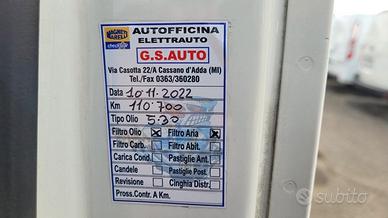 MAGNETI MARELLI
checkstar
AUTOFFICINA
ELETTRAUTO
G.S.AUTO
Via Casotta 22/A Cassano d'Adda (MI)
Tel./Fax 0363/360280
Data 10.11.2022
Km 110 700
Tipo Olio 5.30
Filtro Olio Filtro Aria
Filtro Carb. Filtro Abit.
Carica Cond. Pastiglie Ant.
Candele Pastiglie Post.
Revisione Cinghia Distr.
Pross.Contr. A Km.
subito